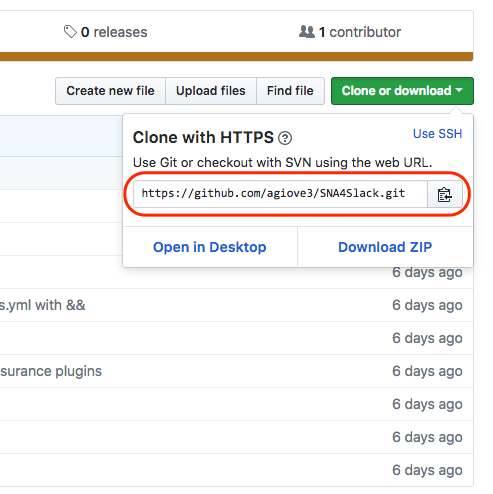 0 releases
1 contributor
Create new file
Upload files
Find file
Clone or download
Clone with HTTPS
Use SSH
Use Git or checkout with SVN using the web URL.
https://github.com/agiove3/SNA4Slack.git
Open in Desktop
Download ZIP
6 days ago
s.yml with &&
6 days ago
6 days ago
surance plugins
6 days ago
6 days ago
6 days ago
6 days ago